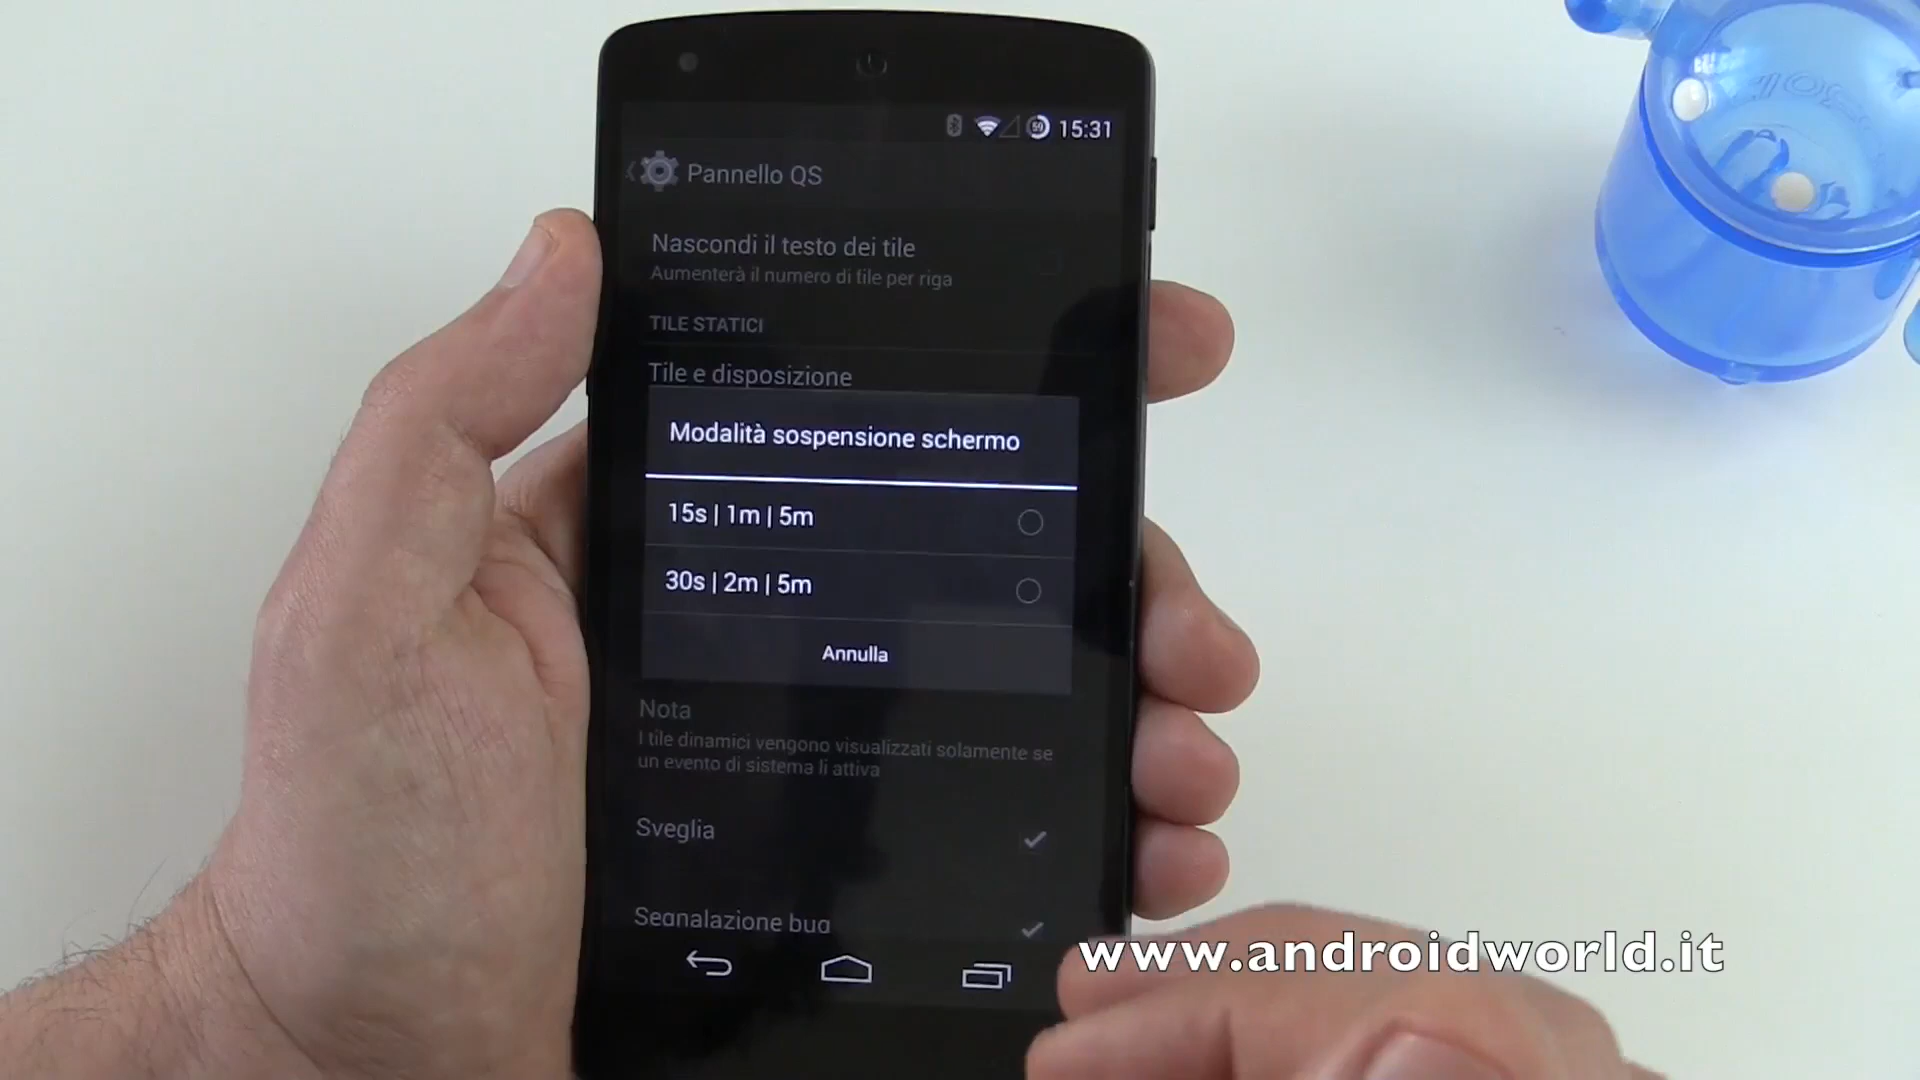 59 15:31
Pannello QS
Nascondi il testo dei tile
Aumenterà il numero di tile per riga
TILE STATICI
Tile e disposizione
Modalità sospensione schermo
15s | 1m | 5m
30s | 2m | 5m
Annulla
Nota
I tile dinamici vengono visualizzati solamente se
un evento di sistema li attiva
Sveglia
Segnalazione bug
www.androidworld.it